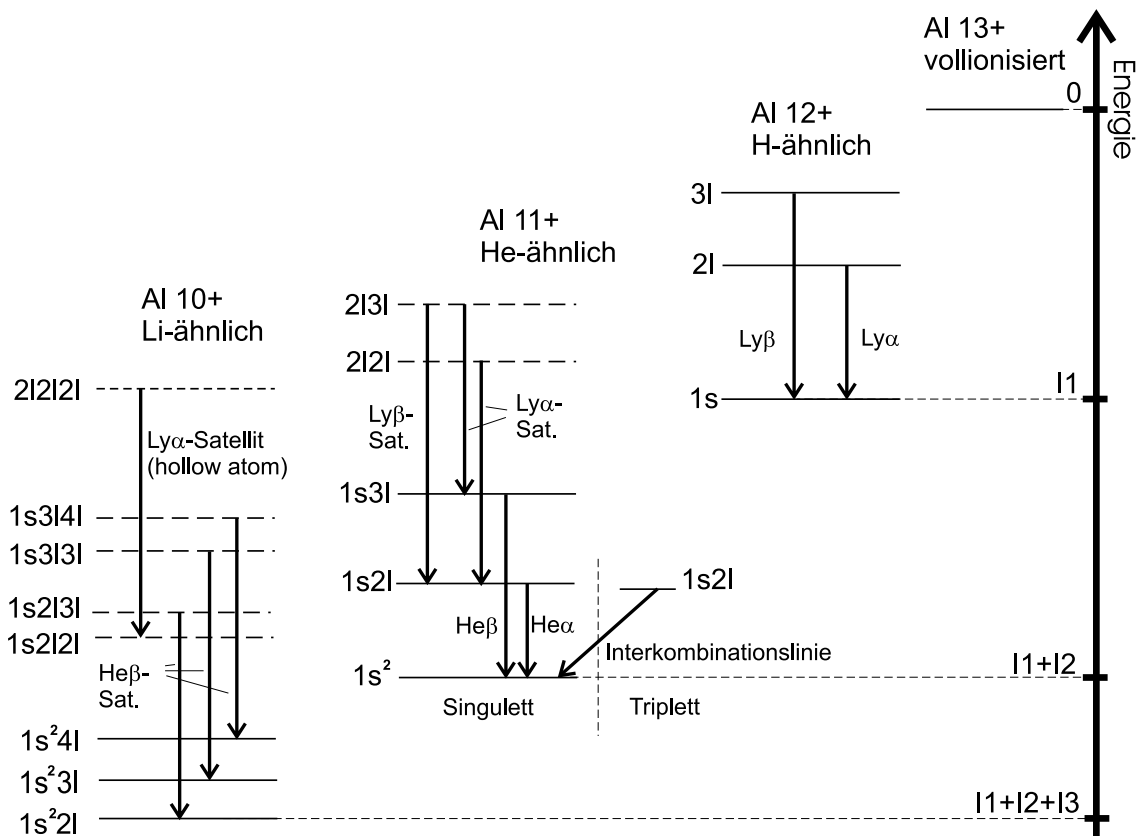 Al 13+
vollionisiert
0
Energie
Al 12+
H-ähnlich
3l
2l
Lyβ
Lyα
1s
I1
Al 11+
He-ähnlich
2l3l
2l2l
Lyβ-
Sat.
Lyα-
Sat.
1s3l
1s2l
1s2l
Heβ
Heα
Interkombinationslinie
1s²
I1+I2
Singulett
Triplett
Al 10+
Li-ähnlich
2l2l2l
Lyα-Satellit
(hollow atom)
1s3l4l
1s3l3l
1s2l3l
1s2l2l
Heβ-
Sat.
1s²4l
1s²3l
1s²2l
I1+I2+I3